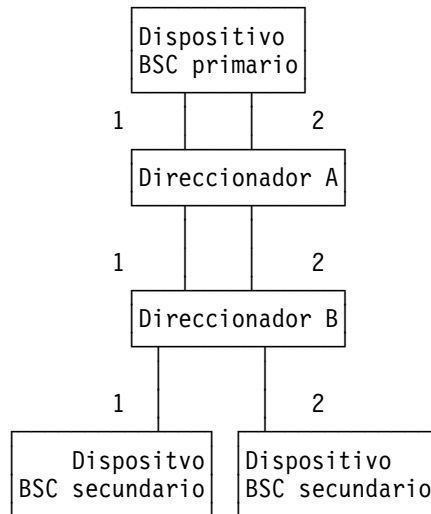 Dispositivo
BSC primario
1 2
Direccionador A
1 2
Direccionador B
1 2
Dispositvo
BSC secundario
Dispositivo
BSC secundario